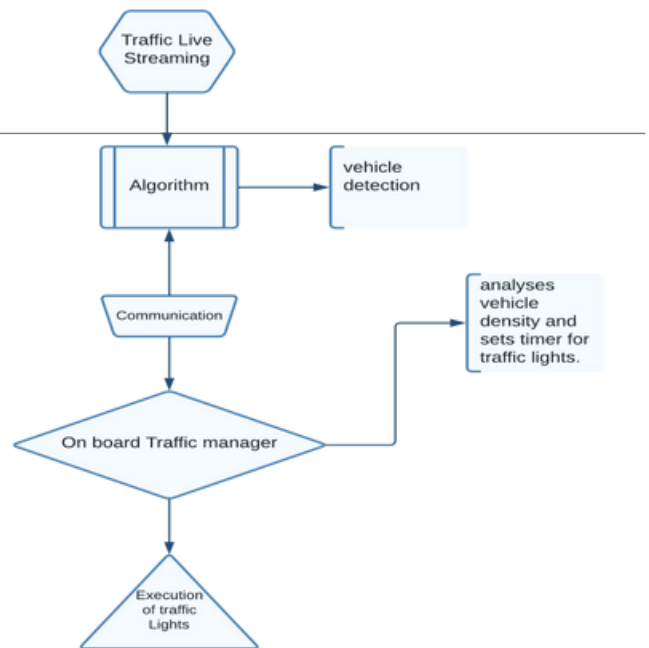 Traffic Live
Streaming
Algorithm
vehicle
detection
Communication
analyses
vehicle
density and
sets timer for
traffic lights.
On board Traffic manager
Execution
of traffic
Lights